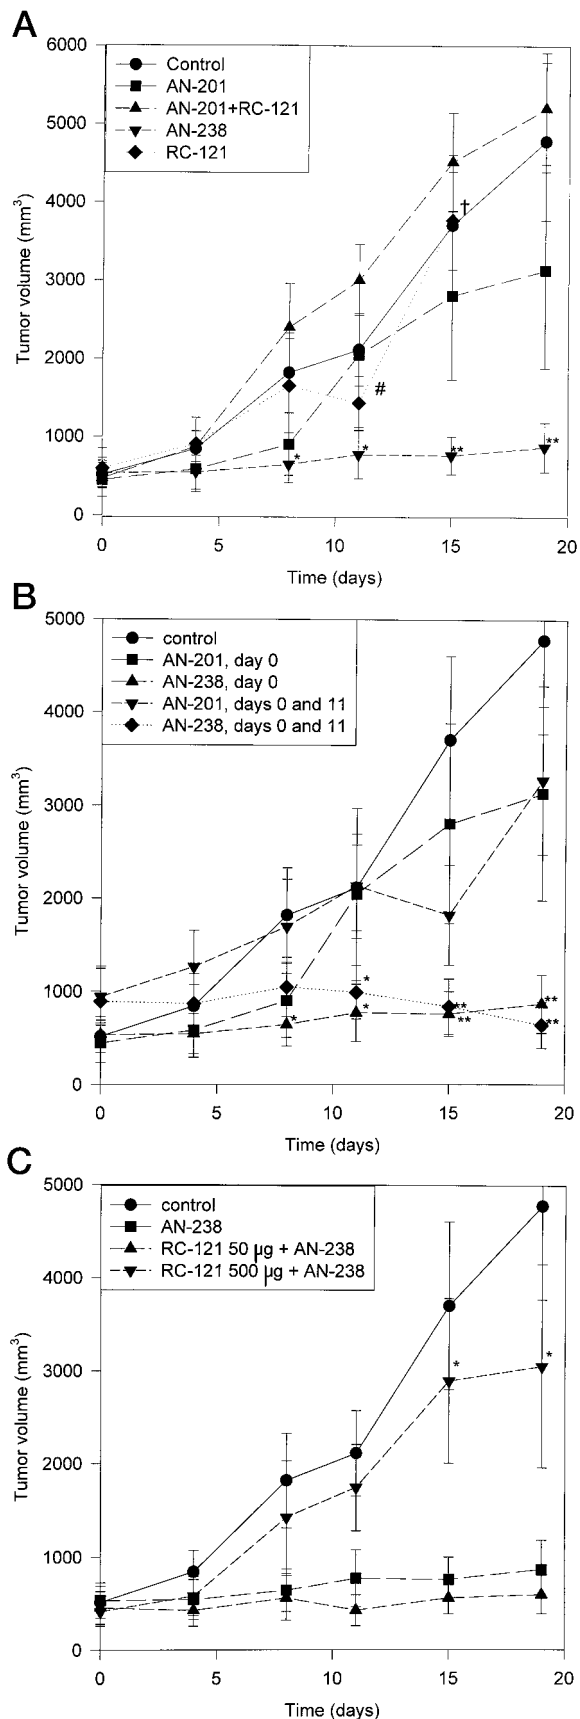 A
6000
5000
4000
3000
2000
1000
0
Tumor volume (mm3)
Control
AN-201
AN-201+RC-121
AN-238
RC-121
†
#
*
*
**
**
0 5 10 15 20
Time (days)
B
5000
4000
3000
2000
1000
0
Tumor volume (mm3)
control
AN-201, day 0
AN-238, day 0
AN-201, days 0 and 11
AN-238, days 0 and 11
*
*
*
**
**
**
**
0 5 10 15 20
Time (days)
C
5000
4000
3000
2000
1000
0
Tumor volume (mm3)
control
AN-238
RC-121 50 µg + AN-238
RC-121 500 µg + AN-238
*
*
0 5 10 15 20
Time (days)